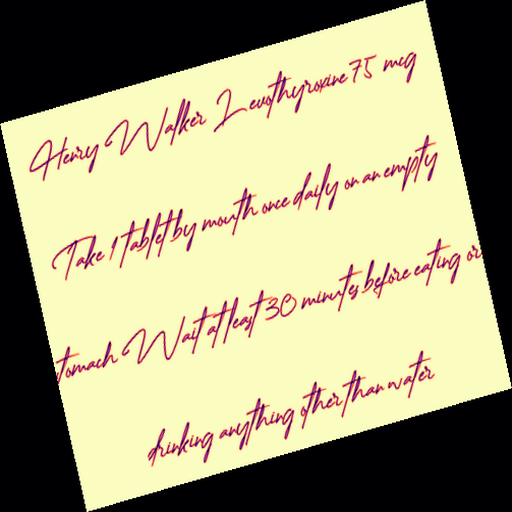 Henry Walker Levothyroxine 75 mcg
Take 1 tablet by mouth once daily on an empty
stomach Wait at least 30 minutes before eating or
drinking anything other than water